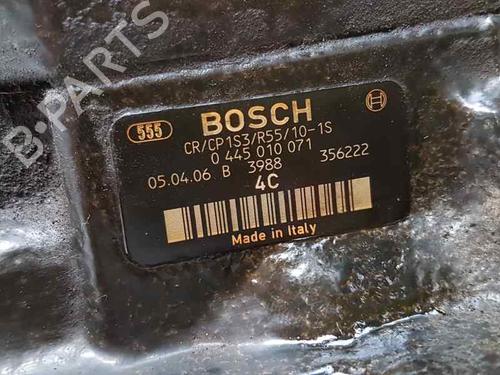 B-PARTS
555 BOSCH
CR/CP1S3/R55/10-1S
0 445 010 071
05.04.06 B 3988 356222
4C
Made in Italy